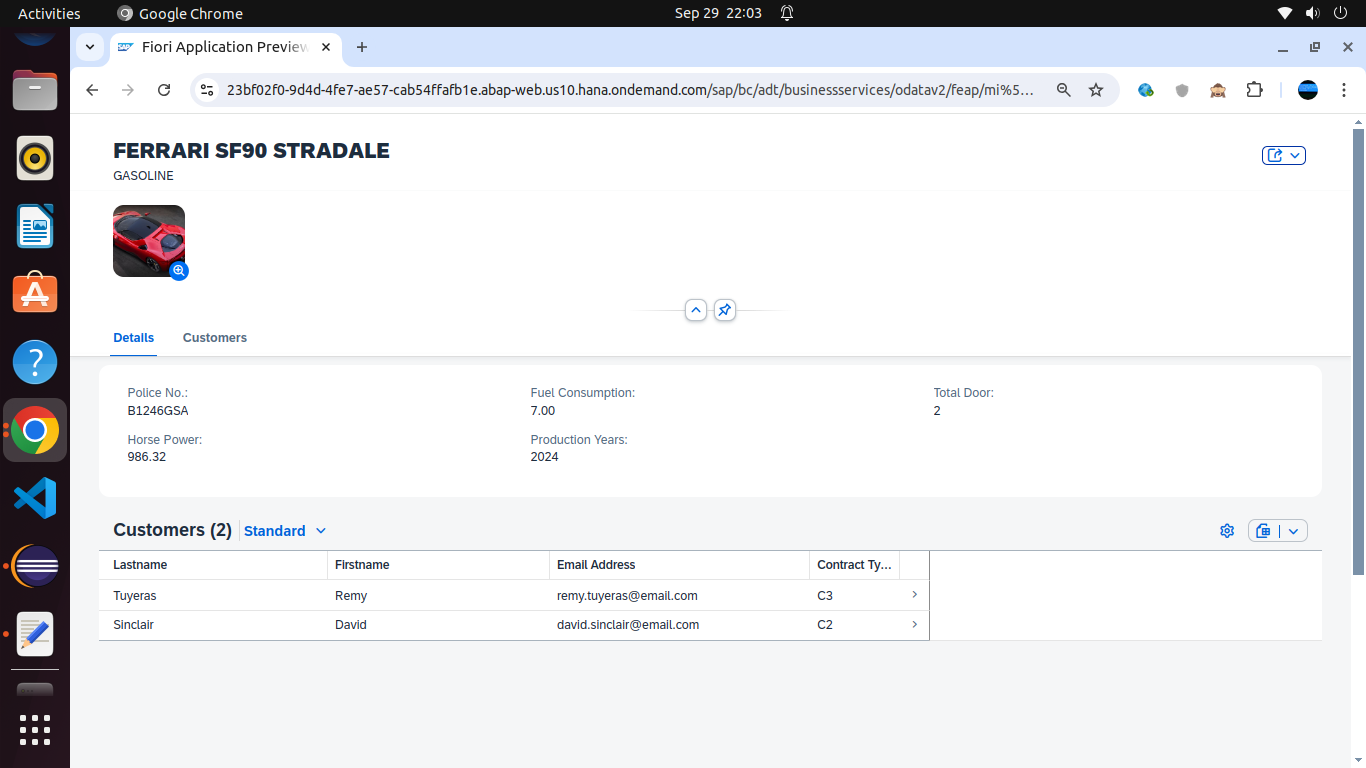 Activities
Google Chrome
Sep 29 22:03
Fiori Application Preview
23bf02f0-9d4d-4fe7-ae57-cab54ffafb1e.abap-web.us10.hana.ondemand.com/sap/bc/adt/businessservices/odatav2/feap/mi%5...
FERRARI SF90 STRADALE
GASOLINE
Details Customers
Police No.: Fuel Consumption: Total Door:
B1246GSA 7.00 2
Horse Power: Production Years:
986.32 2024
Customers (2) Standard
Lastname Firstname Email Address Contract Ty...
Tuyeras Remy remy.tuyeras@email.com C3
Sinclair David david.sinclair@email.com C2